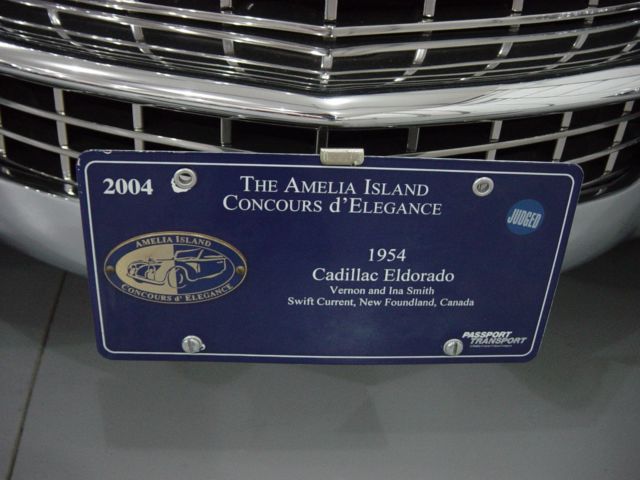 2004
THE AMELIA ISLAND
CONCOURS d'ELEGANCE
JUDGED
AMELIA ISLAND
CONCOURS d' ELEGANCE
1954
Cadillac Eldorado
Vernon and Ina Smith
Swift Current, New Foundland, Canada
PASSPORT
TRANSPORT